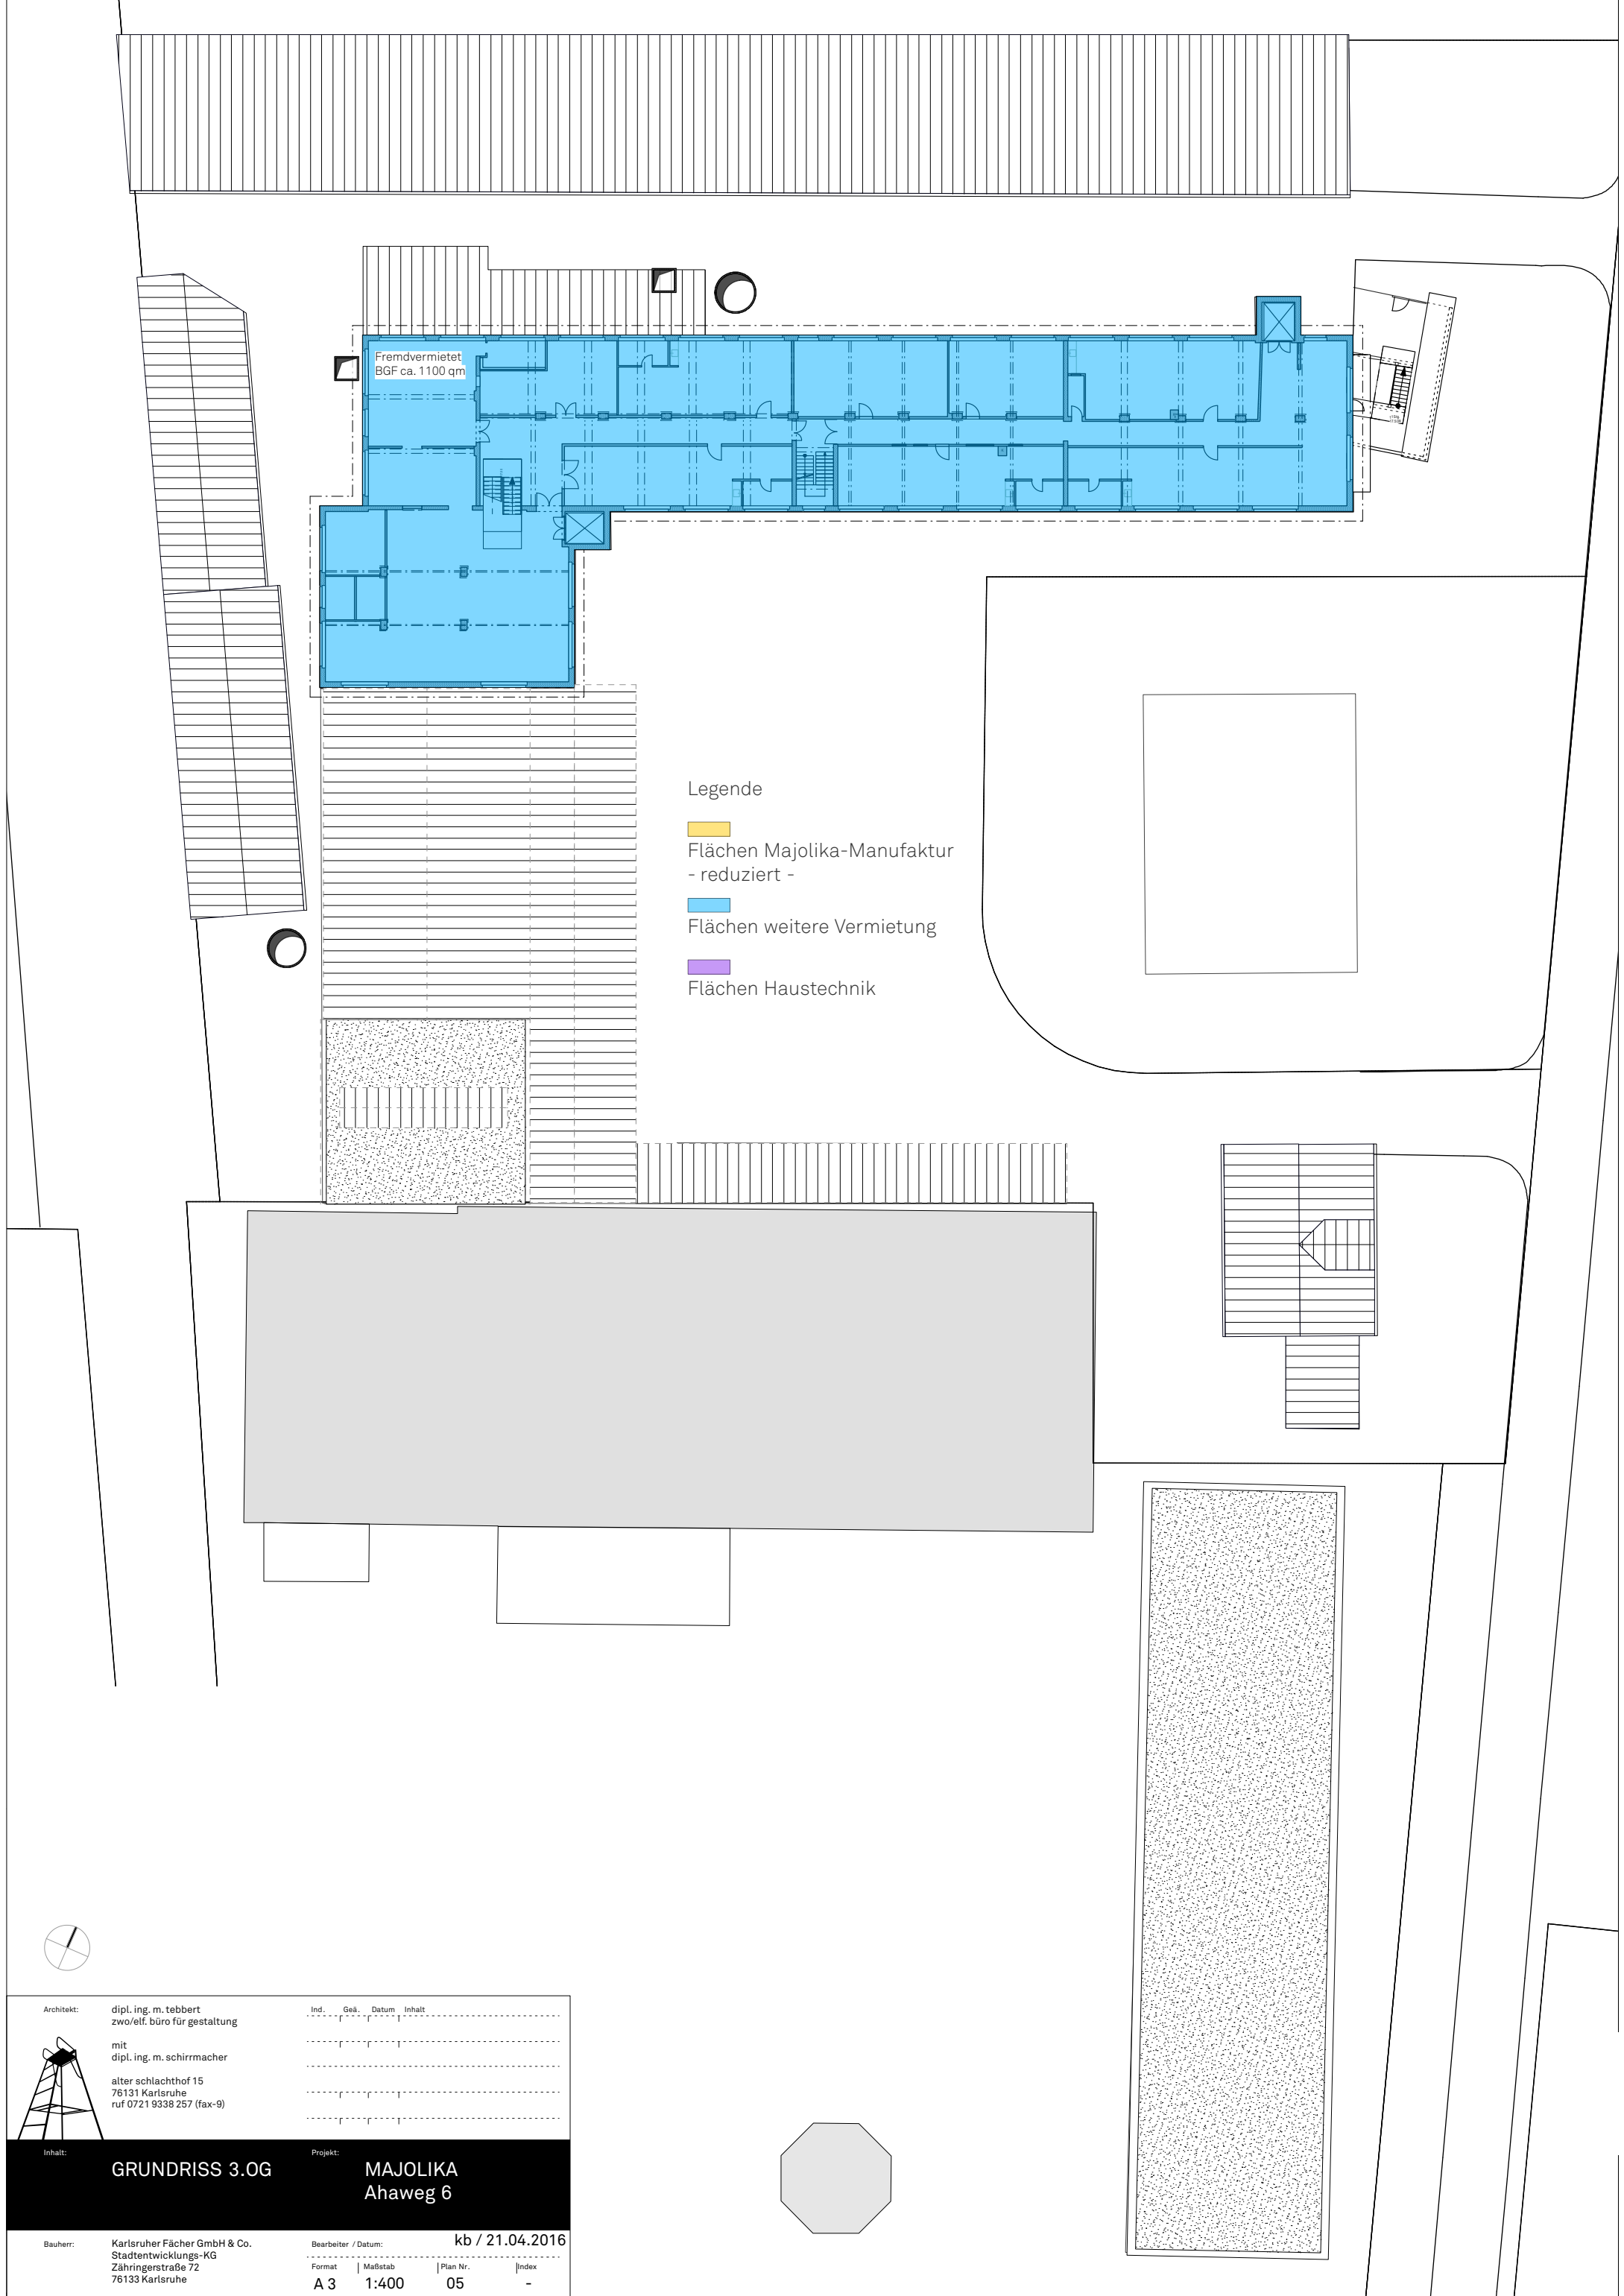 Fremdvermietet
BGF ca. 1100 qm
Legende
Flächen Majolika-Manufaktur
- reduziert -
Flächen weitere Vermietung
Flächen Haustechnik
Architekt:
dipl. ing. m. tebbert
zwo/elf. büro für gestaltung
mit
dipl. ing. m. schirrmacher
alter schlachthof 15
76131 Karlsruhe
ruf 0721 9338 257 (fax-9)
Ind. Geä. Datum Inhalt
Inhalt:
GRUNDRISS 3.OG
Projekt:
MAJOLIKA
Ahaweg 6
Bauherr:
Karlsruher Fächer GmbH & Co.
Stadtentwicklungs-KG
Zähringerstraße 72
76133 Karlsruhe
Bearbeiter / Datum: kb / 21.04.2016
Format Maßstab Plan Nr. Index
A 3 1:400 05 -